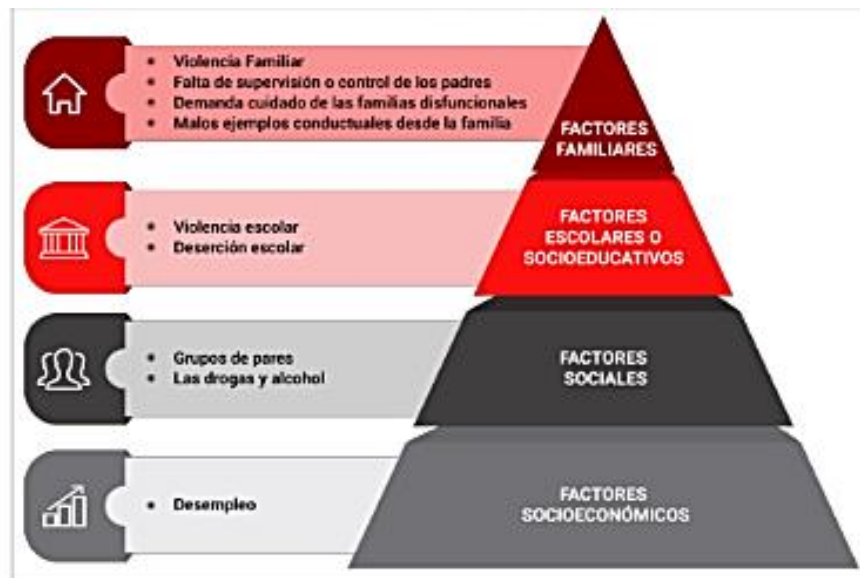 Violencia Familiar
Falta de supervisión o control de los padres
Demanda cuidado de las familias disfuncionales
Malos ejemplos conductuales desde la familia
FACTORES
FAMILIARES
Violencia escolar
Deserción escolar
FACTORES
ESCOLARES O
SOCIOEDUCATIVOS
Grupos de pares
Las drogas y alcohol
FACTORES
SOCIALES
Desempleo
FACTORES
SOCIOECONÓMICOS